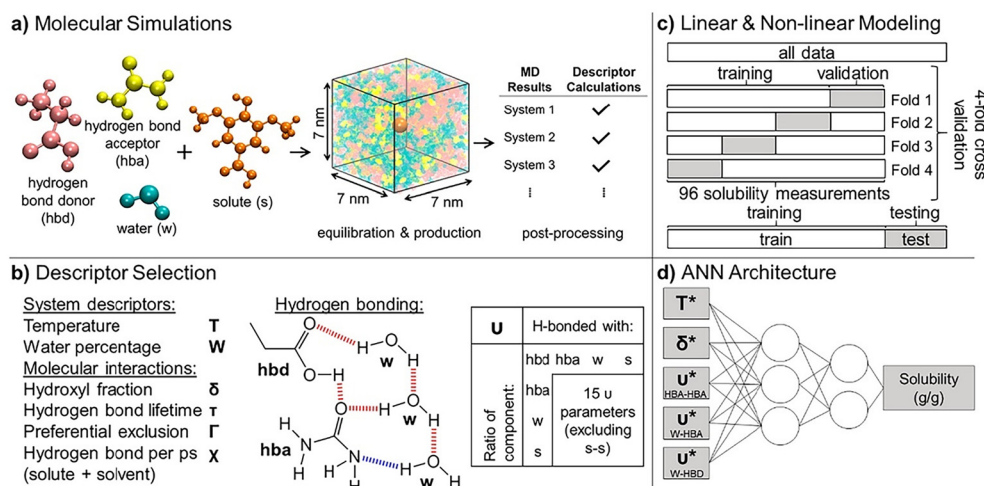 a) Molecular Simulations
hydrogen bond
acceptor
(hba)
hydrogen
bond donor
(hbd)
water (w)
+
solute (s)
7 nm
7 nm
7 nm
equilibration & production
MD
Results
Descriptor
Calculations
System 1 ✓
System 2 ✓
System 3 ✓
post-processing
b) Descriptor Selection
System descriptors:
Temperature T
Water percentage W
Molecular interactions:
Hydroxyl fraction δ
Hydrogen bond lifetime τ
Preferential exclusion Γ
Hydrogen bond per ps χ
(solute + solvent)
Hydrogen bonding:
O
H O
w H
hbd
O H
O
H O
w H
hba
H N
H
N H
H
H O
w H
υ
H-bonded with:
hbd hba w s
Ratio of
component:
hba
w
s
15 υ
parameters
(excluding
s-s)
c) Linear & Non-linear Modeling
all data
training validation
Fold 1
Fold 2
Fold 3
Fold 4
4-fold cross
validation
96 solubility measurements
training testing
train test
d) ANN Architecture
T*
δ*
υ*
HBA-HBA
υ*
W-HBA
υ*
W-HBD
Solubility
(g/g)